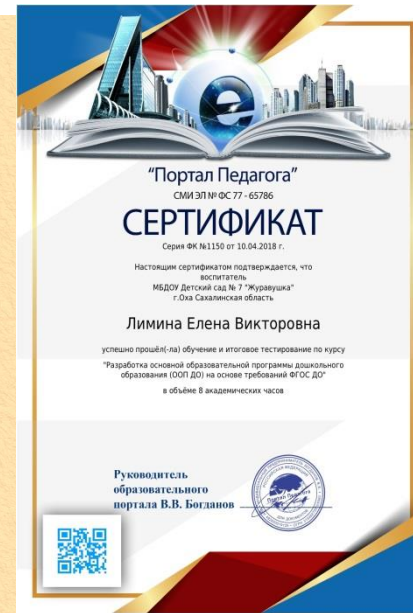 "Портал Педагога"
СМИ ЭЛ № ФС 77 - 65786
СЕРТИФИКАТ
Серия ФК №1150 от 10.04.2018 г.
Настоящим сертификатом подтверждается, что
воспитатель
МБДОУ Детский сад № 7 "Журавушка"
г.Оха Сахалинская область
Лимина Елена Викторовна
успешно прошёл(-ла) обучение и итоговое тестирование по курсу
"Разработка основной образовательной программы дошкольного
образования (ООП ДО) на основе требований ФГОС ДО"
в объёме 8 академических часов
Руководитель
образовательного
портала В.В. Богданов
Портал Педагога